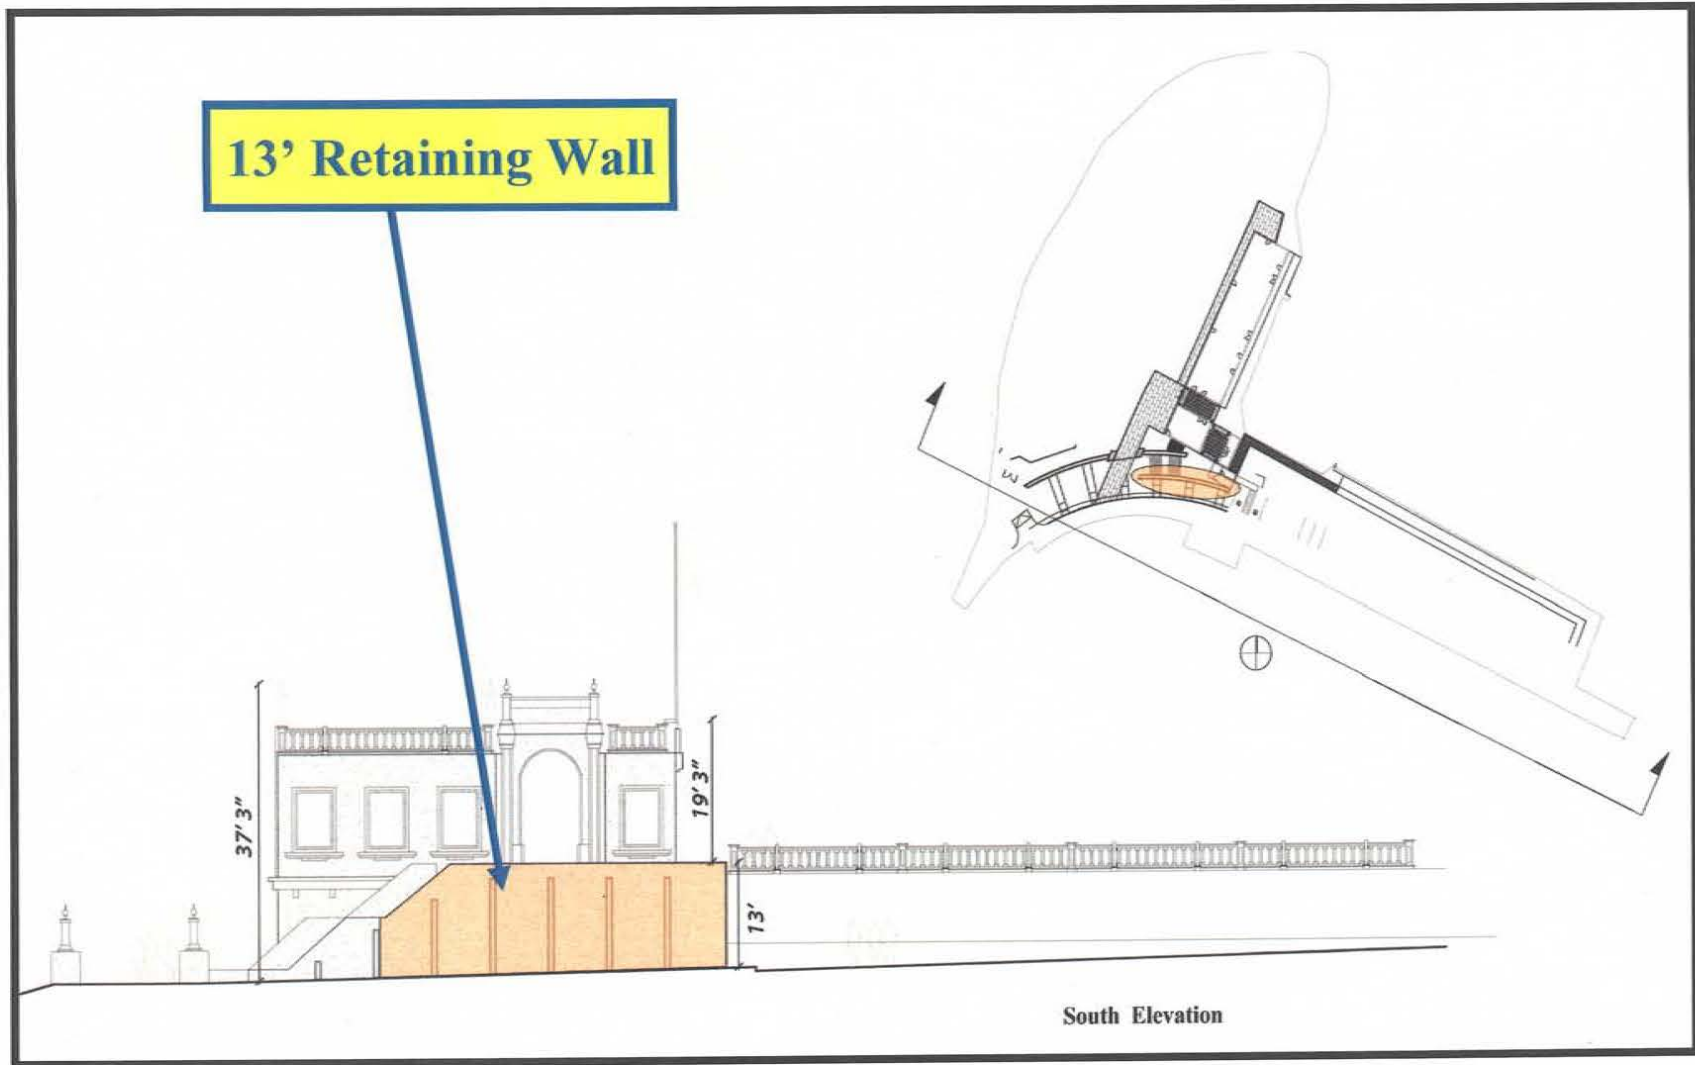 13’ Retaining Wall
37’ 3”
19’ 3”
13’
South Elevation